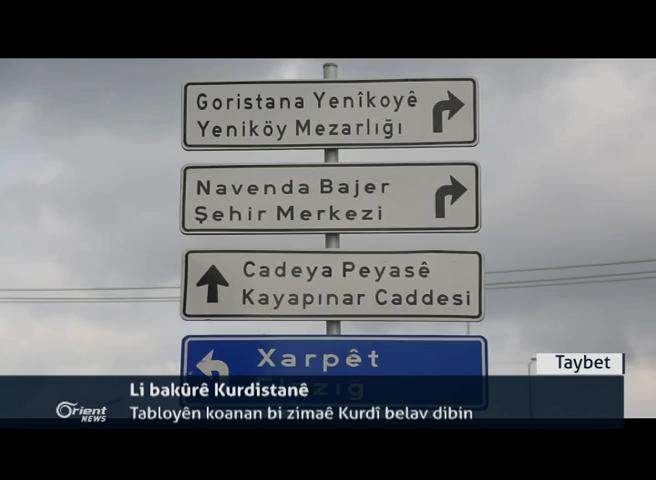 Goristana Yenîkoyê
Yeniköy Mezarlığı
Navenda Bajer
Şehir Merkezi
Cadeya Peyasê
Kayapınar Caddesi
Xarpêt
Taybet
Li bakûrê Kurdistanê
Tabloyên koanan bi zimaê Kurdî belav dibin
Orient
NEWS